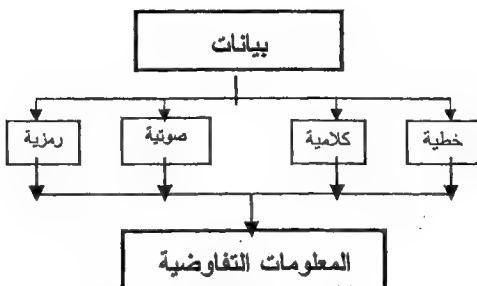 بيانات
خطية
كلامية
صوتية
رمزية
المعلومات التفاوضية